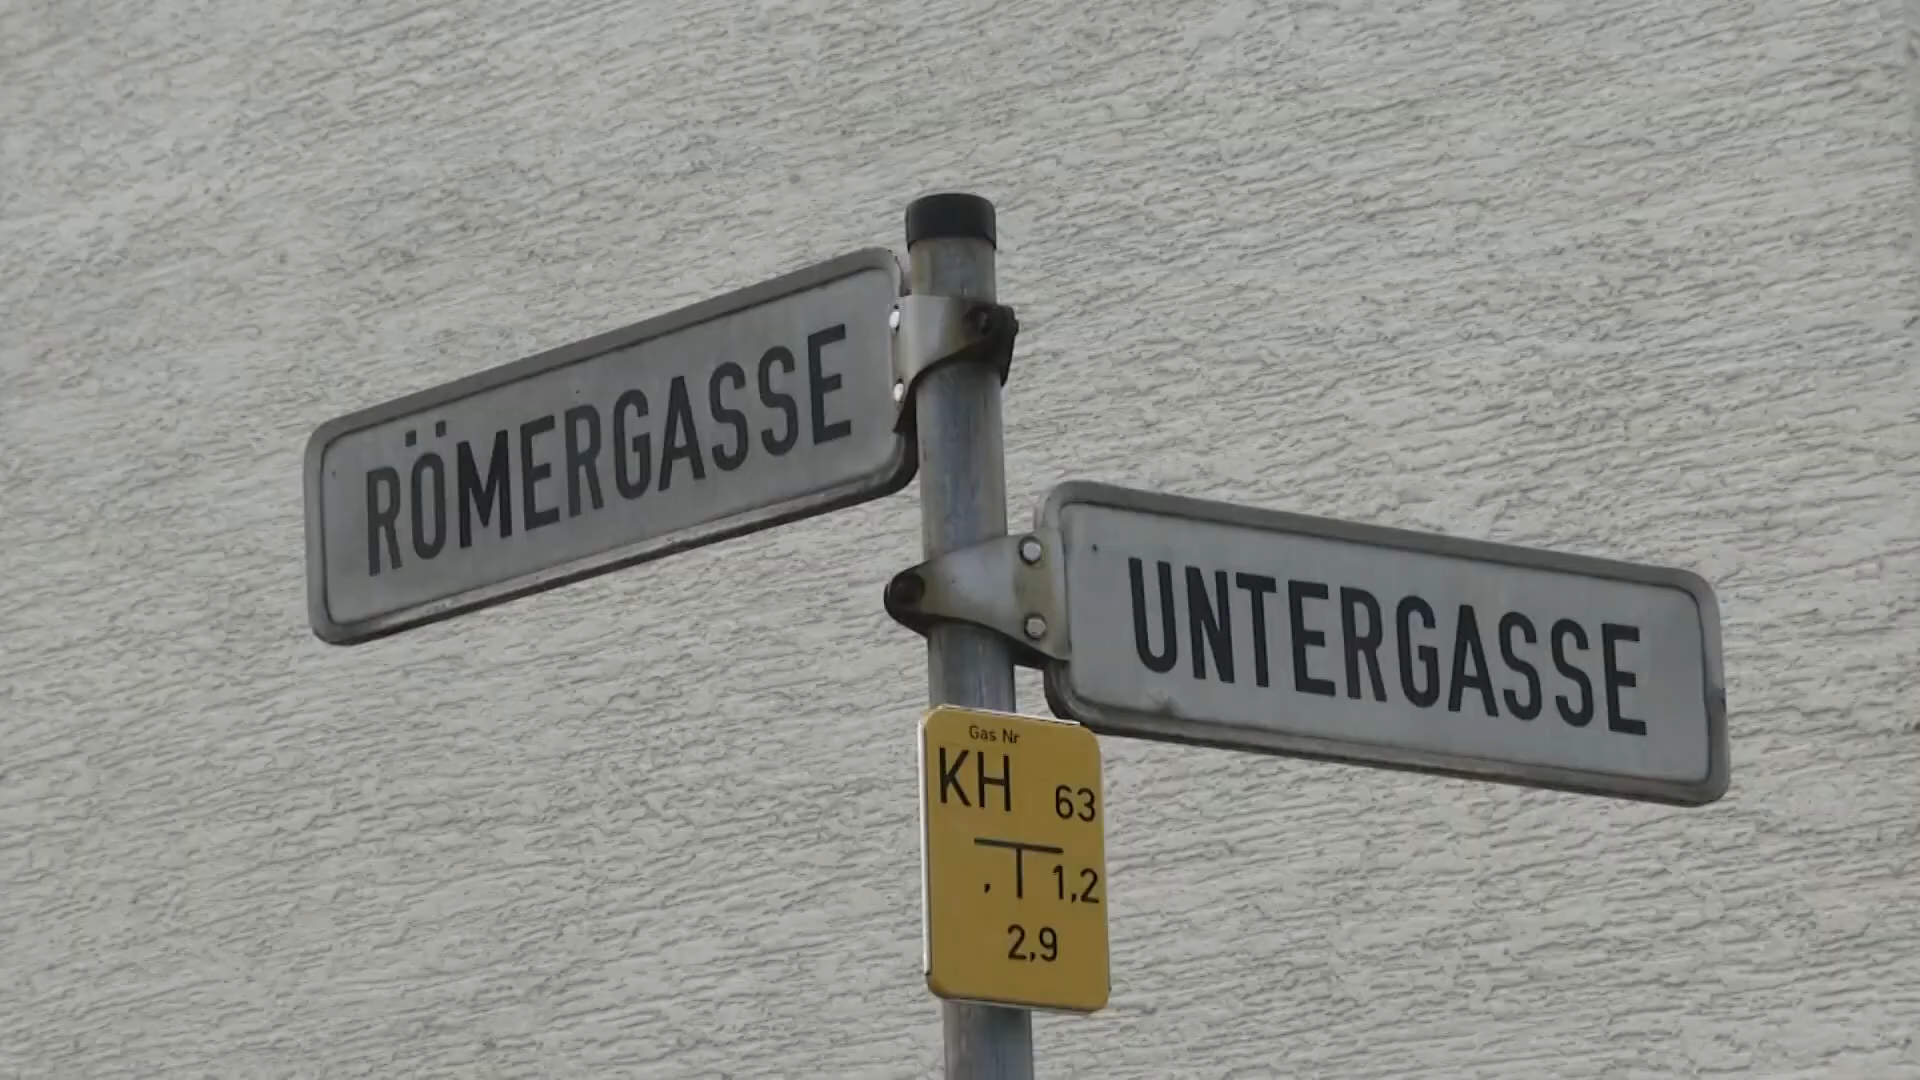 RÖMERGASSE
UNTERGASSE
Gas Nr
KH 63
, 1,2
2,9